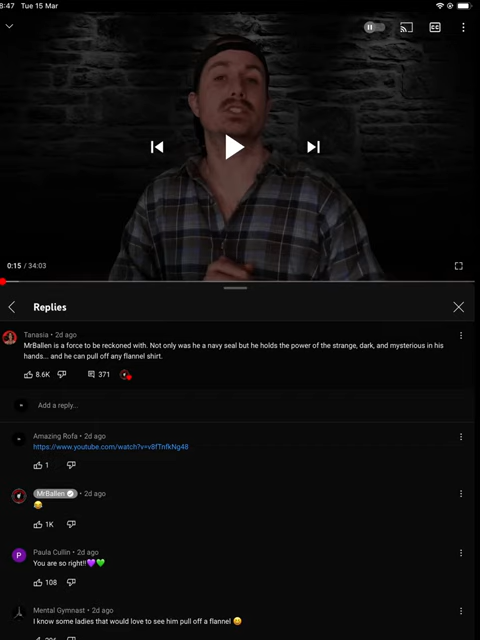 8:47 Tue 15 Mar
CC
0:15 / 34:03
Replies
Tanasia • 2d ago
MrBallen is a force to be reckoned with. Not only was he a navy seal but he holds the power of the strange, dark, and mysterious in his
hands... and he can pull off any flannel shirt.
8.6K 371
Add a reply...
Amazing Rofa • 2d ago
https://www.youtube.com/watch?v=v8fTnfkNg48
1
MrBallen • 2d ago
😂
1K
P
Paula Cullin • 2d ago
You are so right!!💜💚
108
Mental Gymnast • 2d ago
I know some ladies that would love to see him pull off a flannel 😄